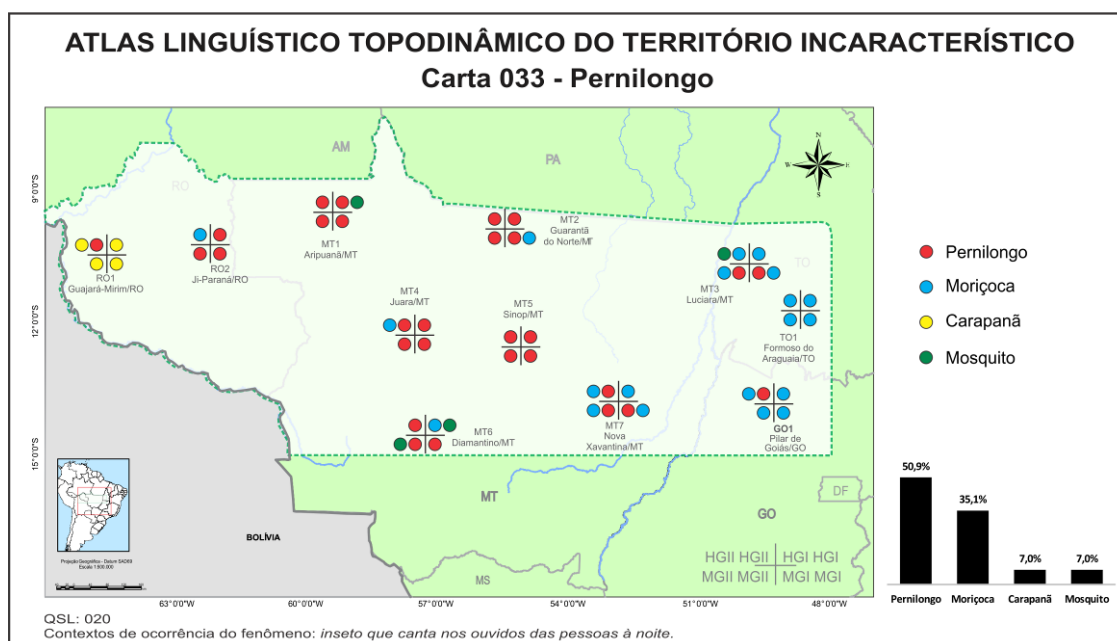 ATLAS LINGUÍSTICO TOPODINÂMICO DO TERRITÓRIO INCARACTERÍSTICO
Carta 033 - Pernilongo
AM
PA
RO
TO
N
W
E
S
9°0'0"S
12°0'0"S
15°0'0"S
MT1
Aripuanã/MT
MT2
Guarantã
do Norte/MT
RO1
Guajará-Mirim/RO
RO2
Ji-Paraná/RO
MT3
Luciara/MT
MT4
Juara/MT
MT5
Sinop/MT
TO1
Formoso do
Araguaia/TO
MT6
Diamantino/MT
MT7
Nova
Xavantina/MT
GO1
Pilar de
Goiás/GO
Pernilongo
Moriçoca
Carapanã
Mosquito
MT
DF
GO
BOLÍVIA
MS
HGII HGII HGI HGI
MGII MGII MGI MGI
63°0'0"W
60°0'0"W
57°0'0"W
54°0'0"W
51°0'0"W
48°0'0"W
50,9%
35,1%
7,0%
7,0%
Pernilongo
Moriçoca
Carapanã
Mosquito
QSL: 020
Contextos de ocorrência do fenômeno: inseto que canta nos ouvidos das pessoas à noite.